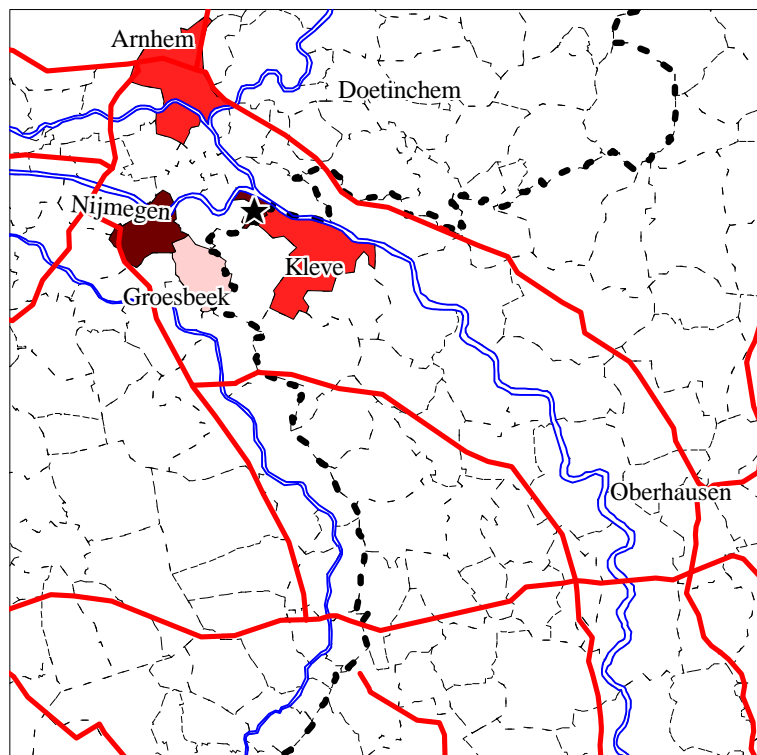 Arnhem
Doetinchem
Nijmegen
Kleve
Groesbeek
Oberhausen